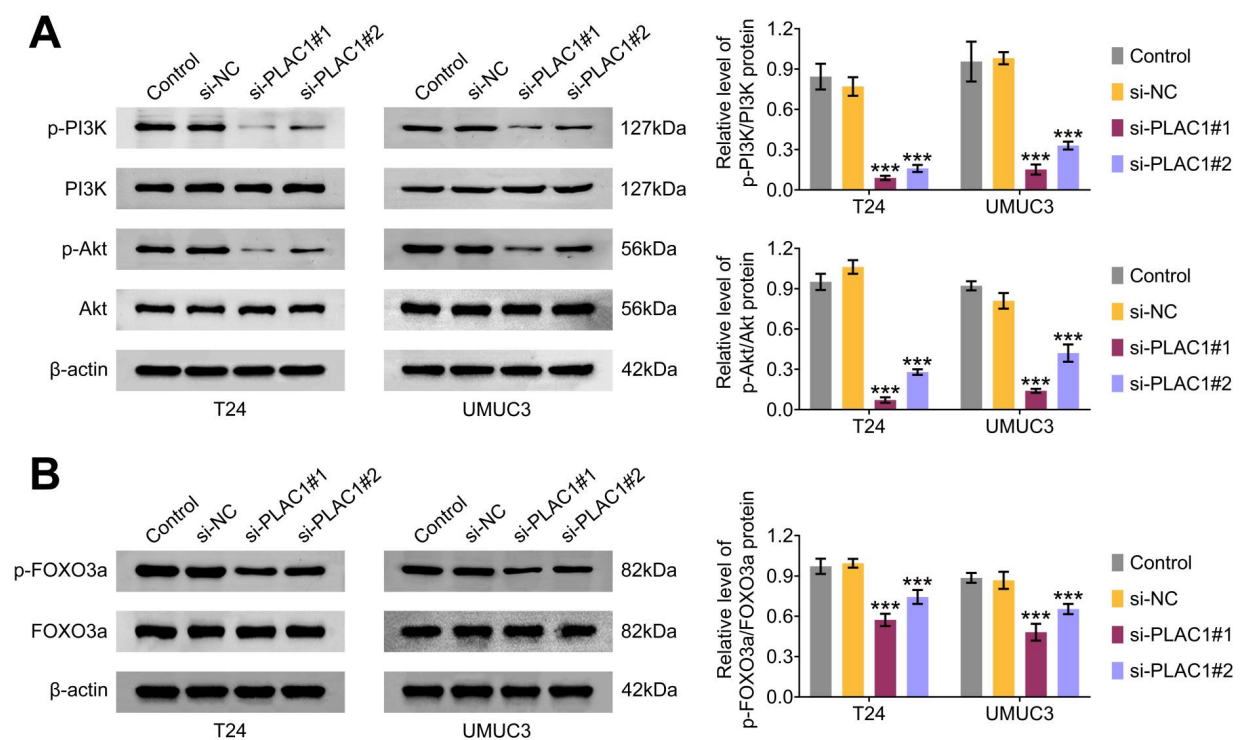 A
Control si-NC si-PLAC1#1 si-PLAC1#2
Control si-NC si-PLAC1#1 si-PLAC1#2
p-PI3K 127kDa
PI3K 127kDa
p-Akt 56kDa
Akt 56kDa
β-actin 42kDa
T24 UMUC3
Relative level of
p-PI3K/PI3K protein
1.2
0.9
0.6
0.3
0.0
*** *** *** ***
T24 UMUC3
Control
si-NC
si-PLAC1#1
si-PLAC1#2
Relative level of
p-Akt/Akt protein
1.2
0.9
0.6
0.3
0.0
*** *** *** ***
T24 UMUC3
Control
si-NC
si-PLAC1#1
si-PLAC1#2
B
Control si-NC si-PLAC1#1 si-PLAC1#2
Control si-NC si-PLAC1#1 si-PLAC1#2
p-FOXO3a 82kDa
FOXO3a 82kDa
β-actin 42kDa
T24 UMUC3
Relative level of
p-FOXO3a/FOXO3a protein
1.2
0.9
0.6
0.3
0.0
*** *** *** ***
T24 UMUC3
Control
si-NC
si-PLAC1#1
si-PLAC1#2